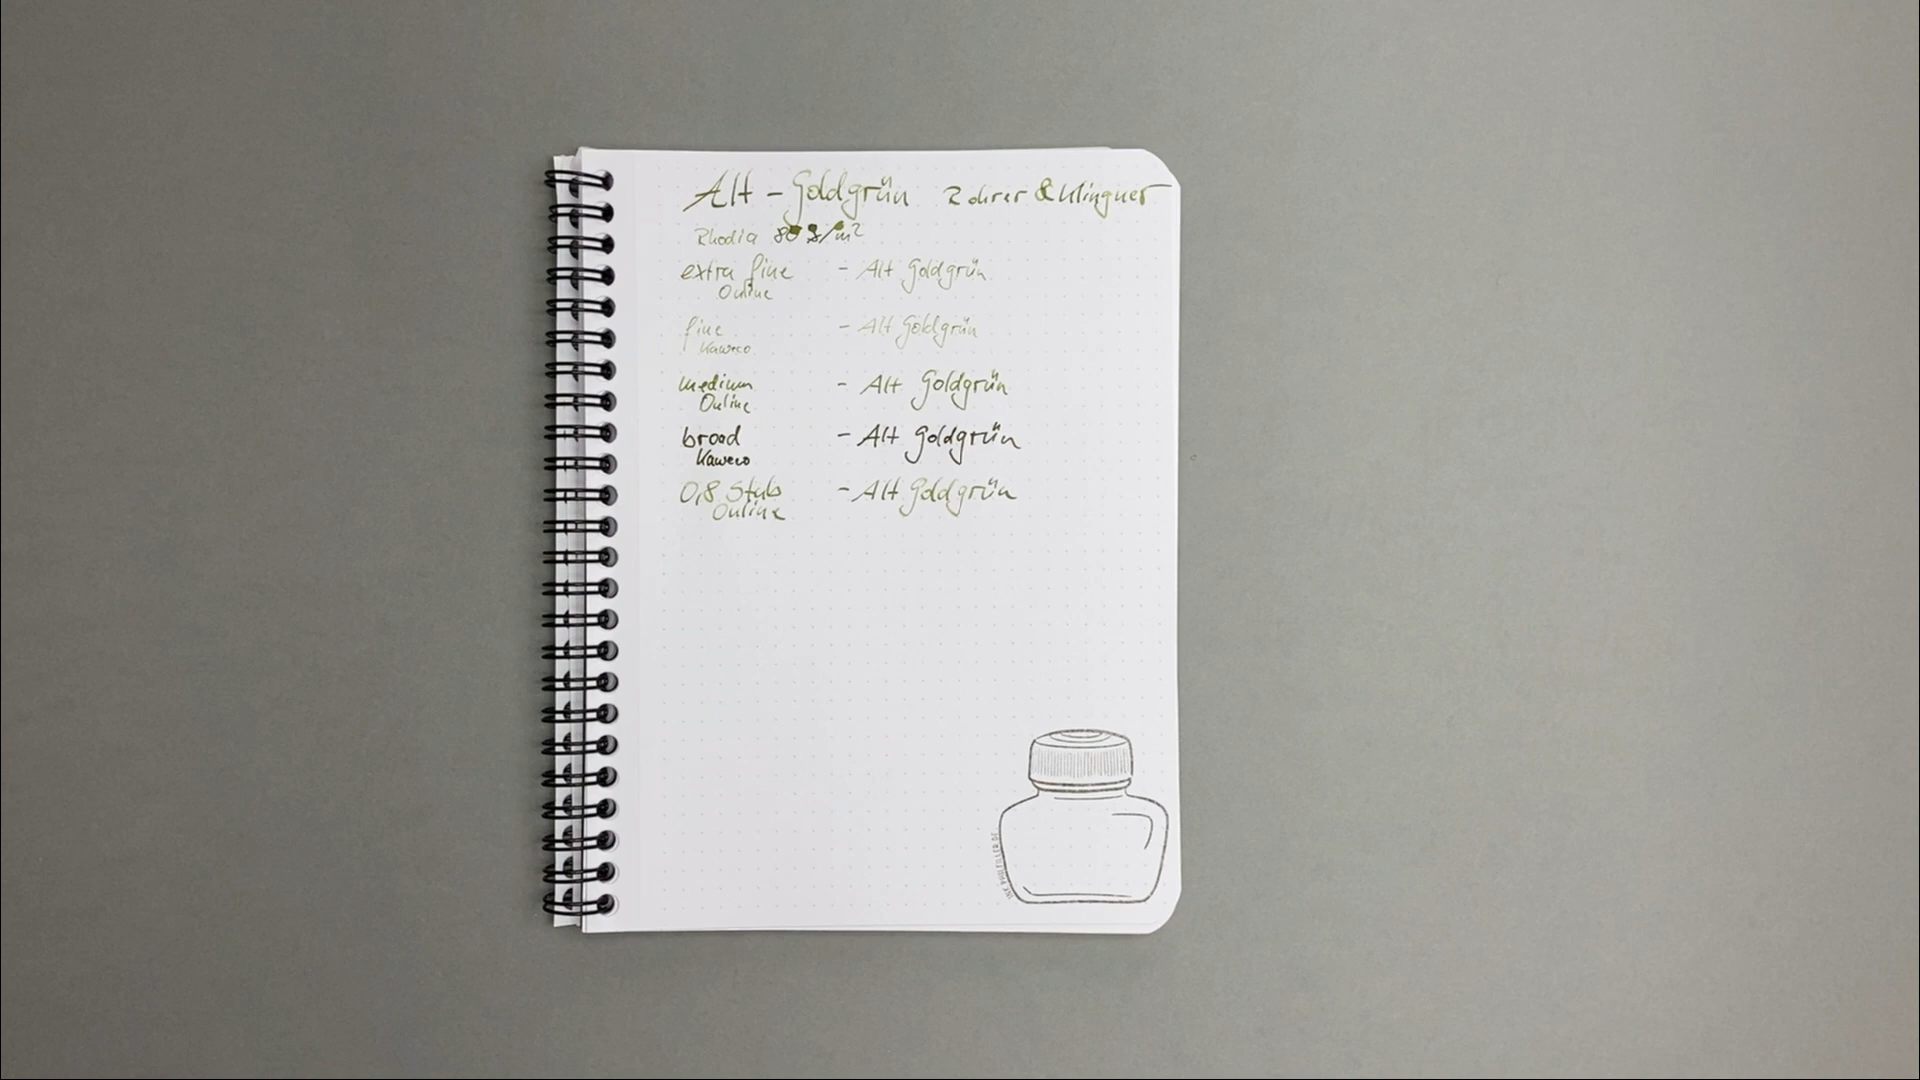 Alt - Goldgrün Rohrer & Klingner
Rhodia 80 g/m²
extra fine - Alt Goldgrün
Online
fine - Alt Goldgrün
Kaweco
medium - Alt Goldgrün
Online
broad - Alt Goldgrün
Kaweco
0,8 Stub - Alt Goldgrün
Online